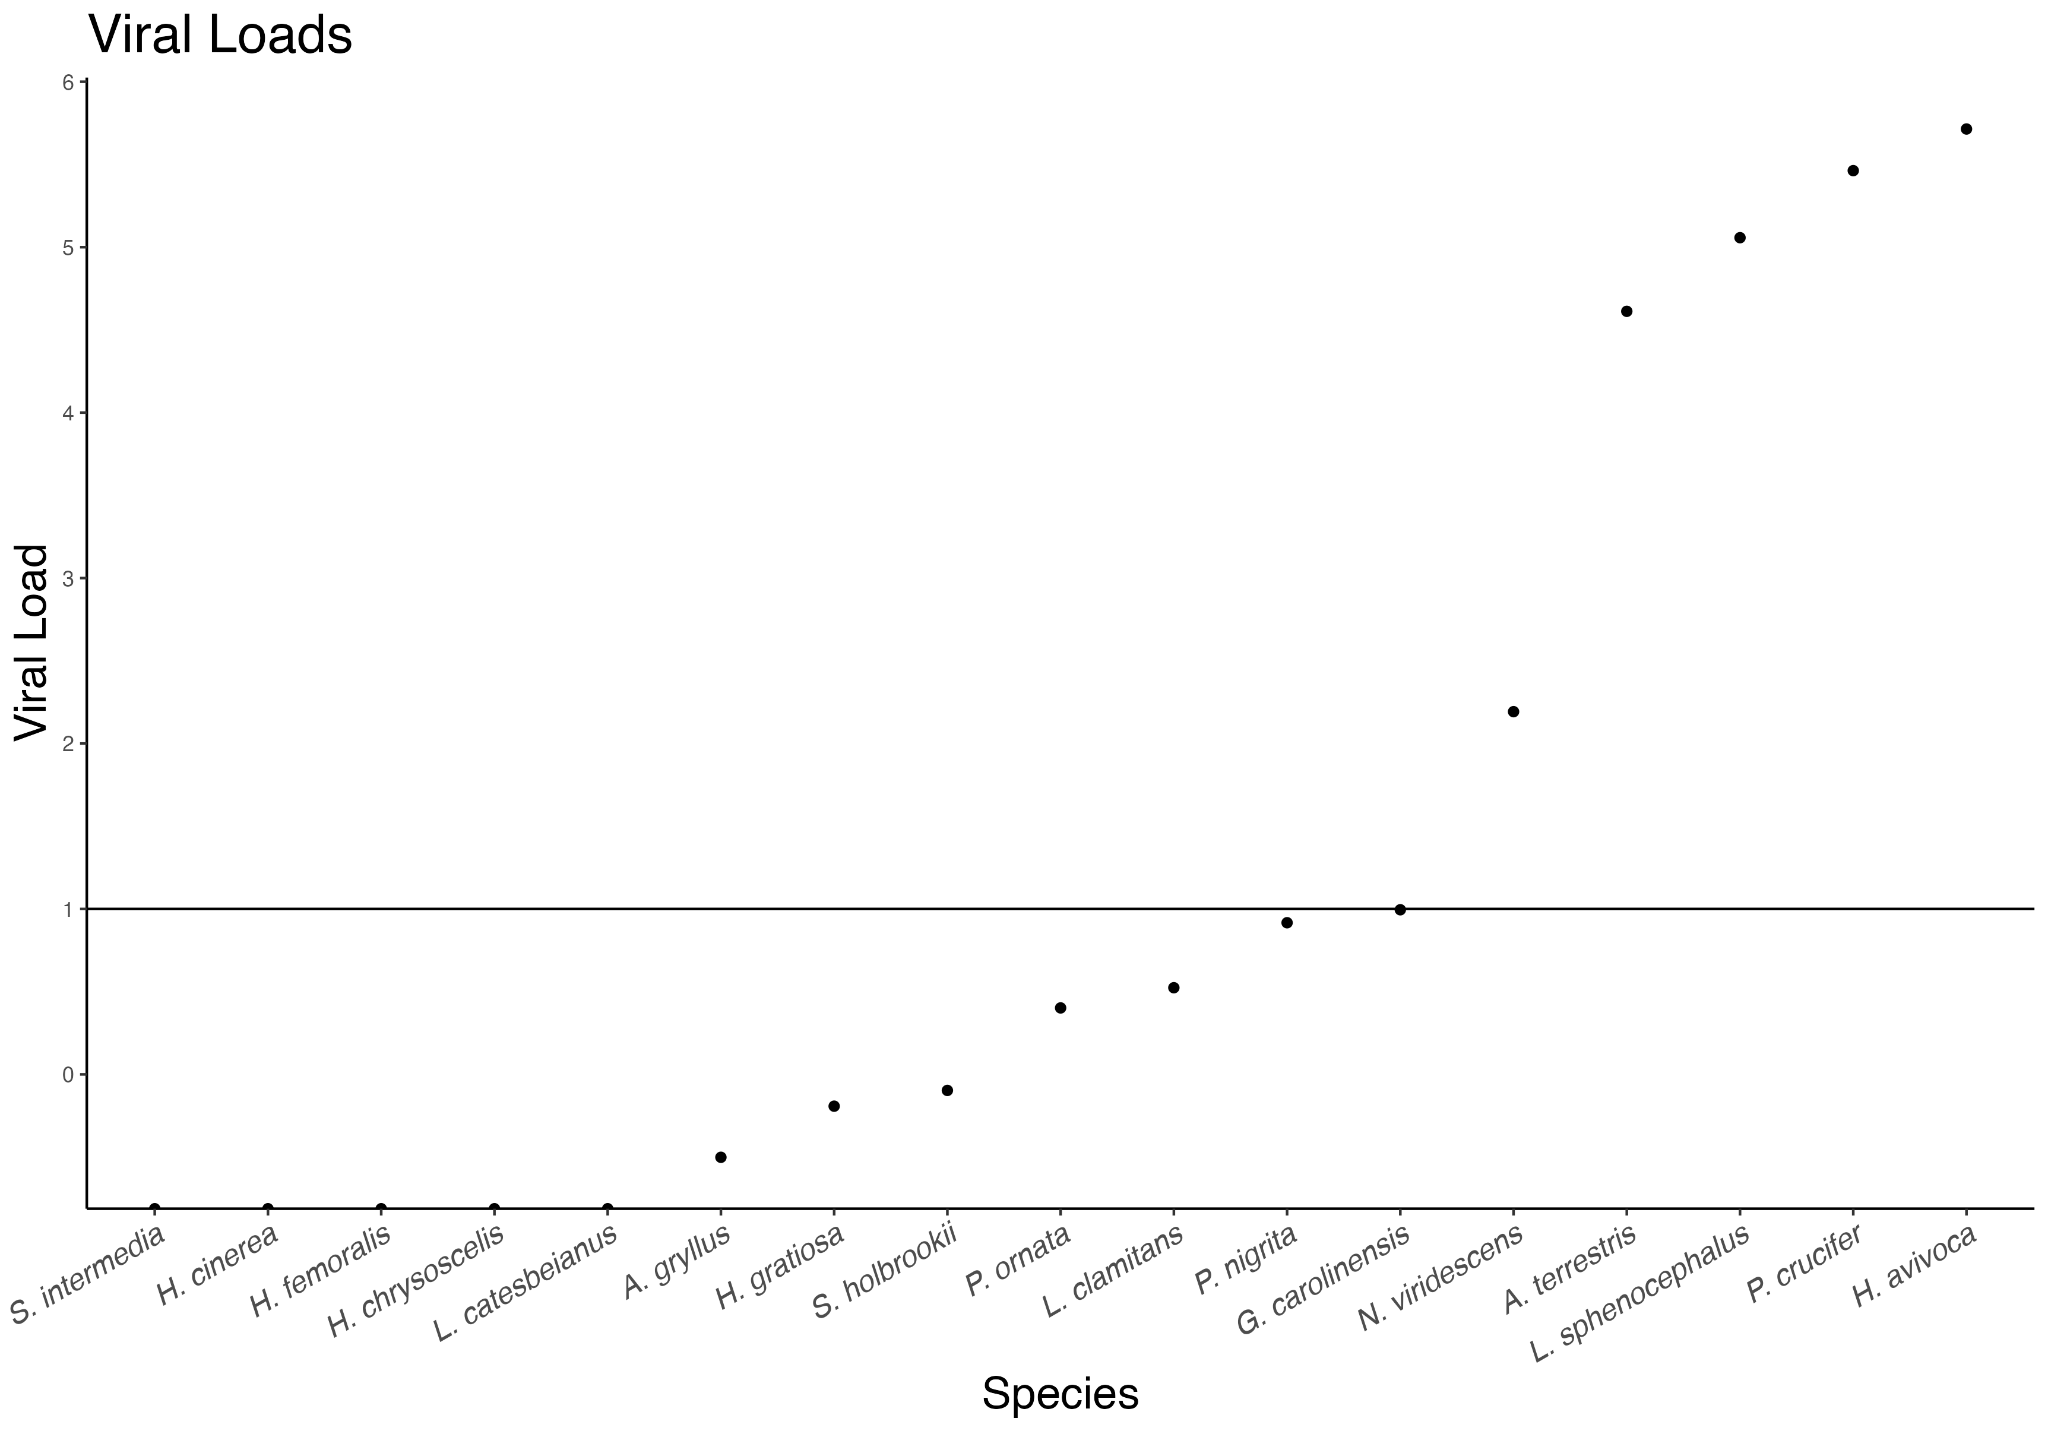 Viral Loads
6
5
4
3
2
1
0
Viral Load
S. intermedia
H. cinerea
H. femoralis
H. chrysoscelis
L. catesbeianus
A. gryllus
H. gratiosa
S. holbrookii
P. ornata
L. clamitans
P. nigrita
G. carolinensis
N. viridescens
A. terrestris
L. sphenocephalus
P. crucifer
H. avivoca
Species